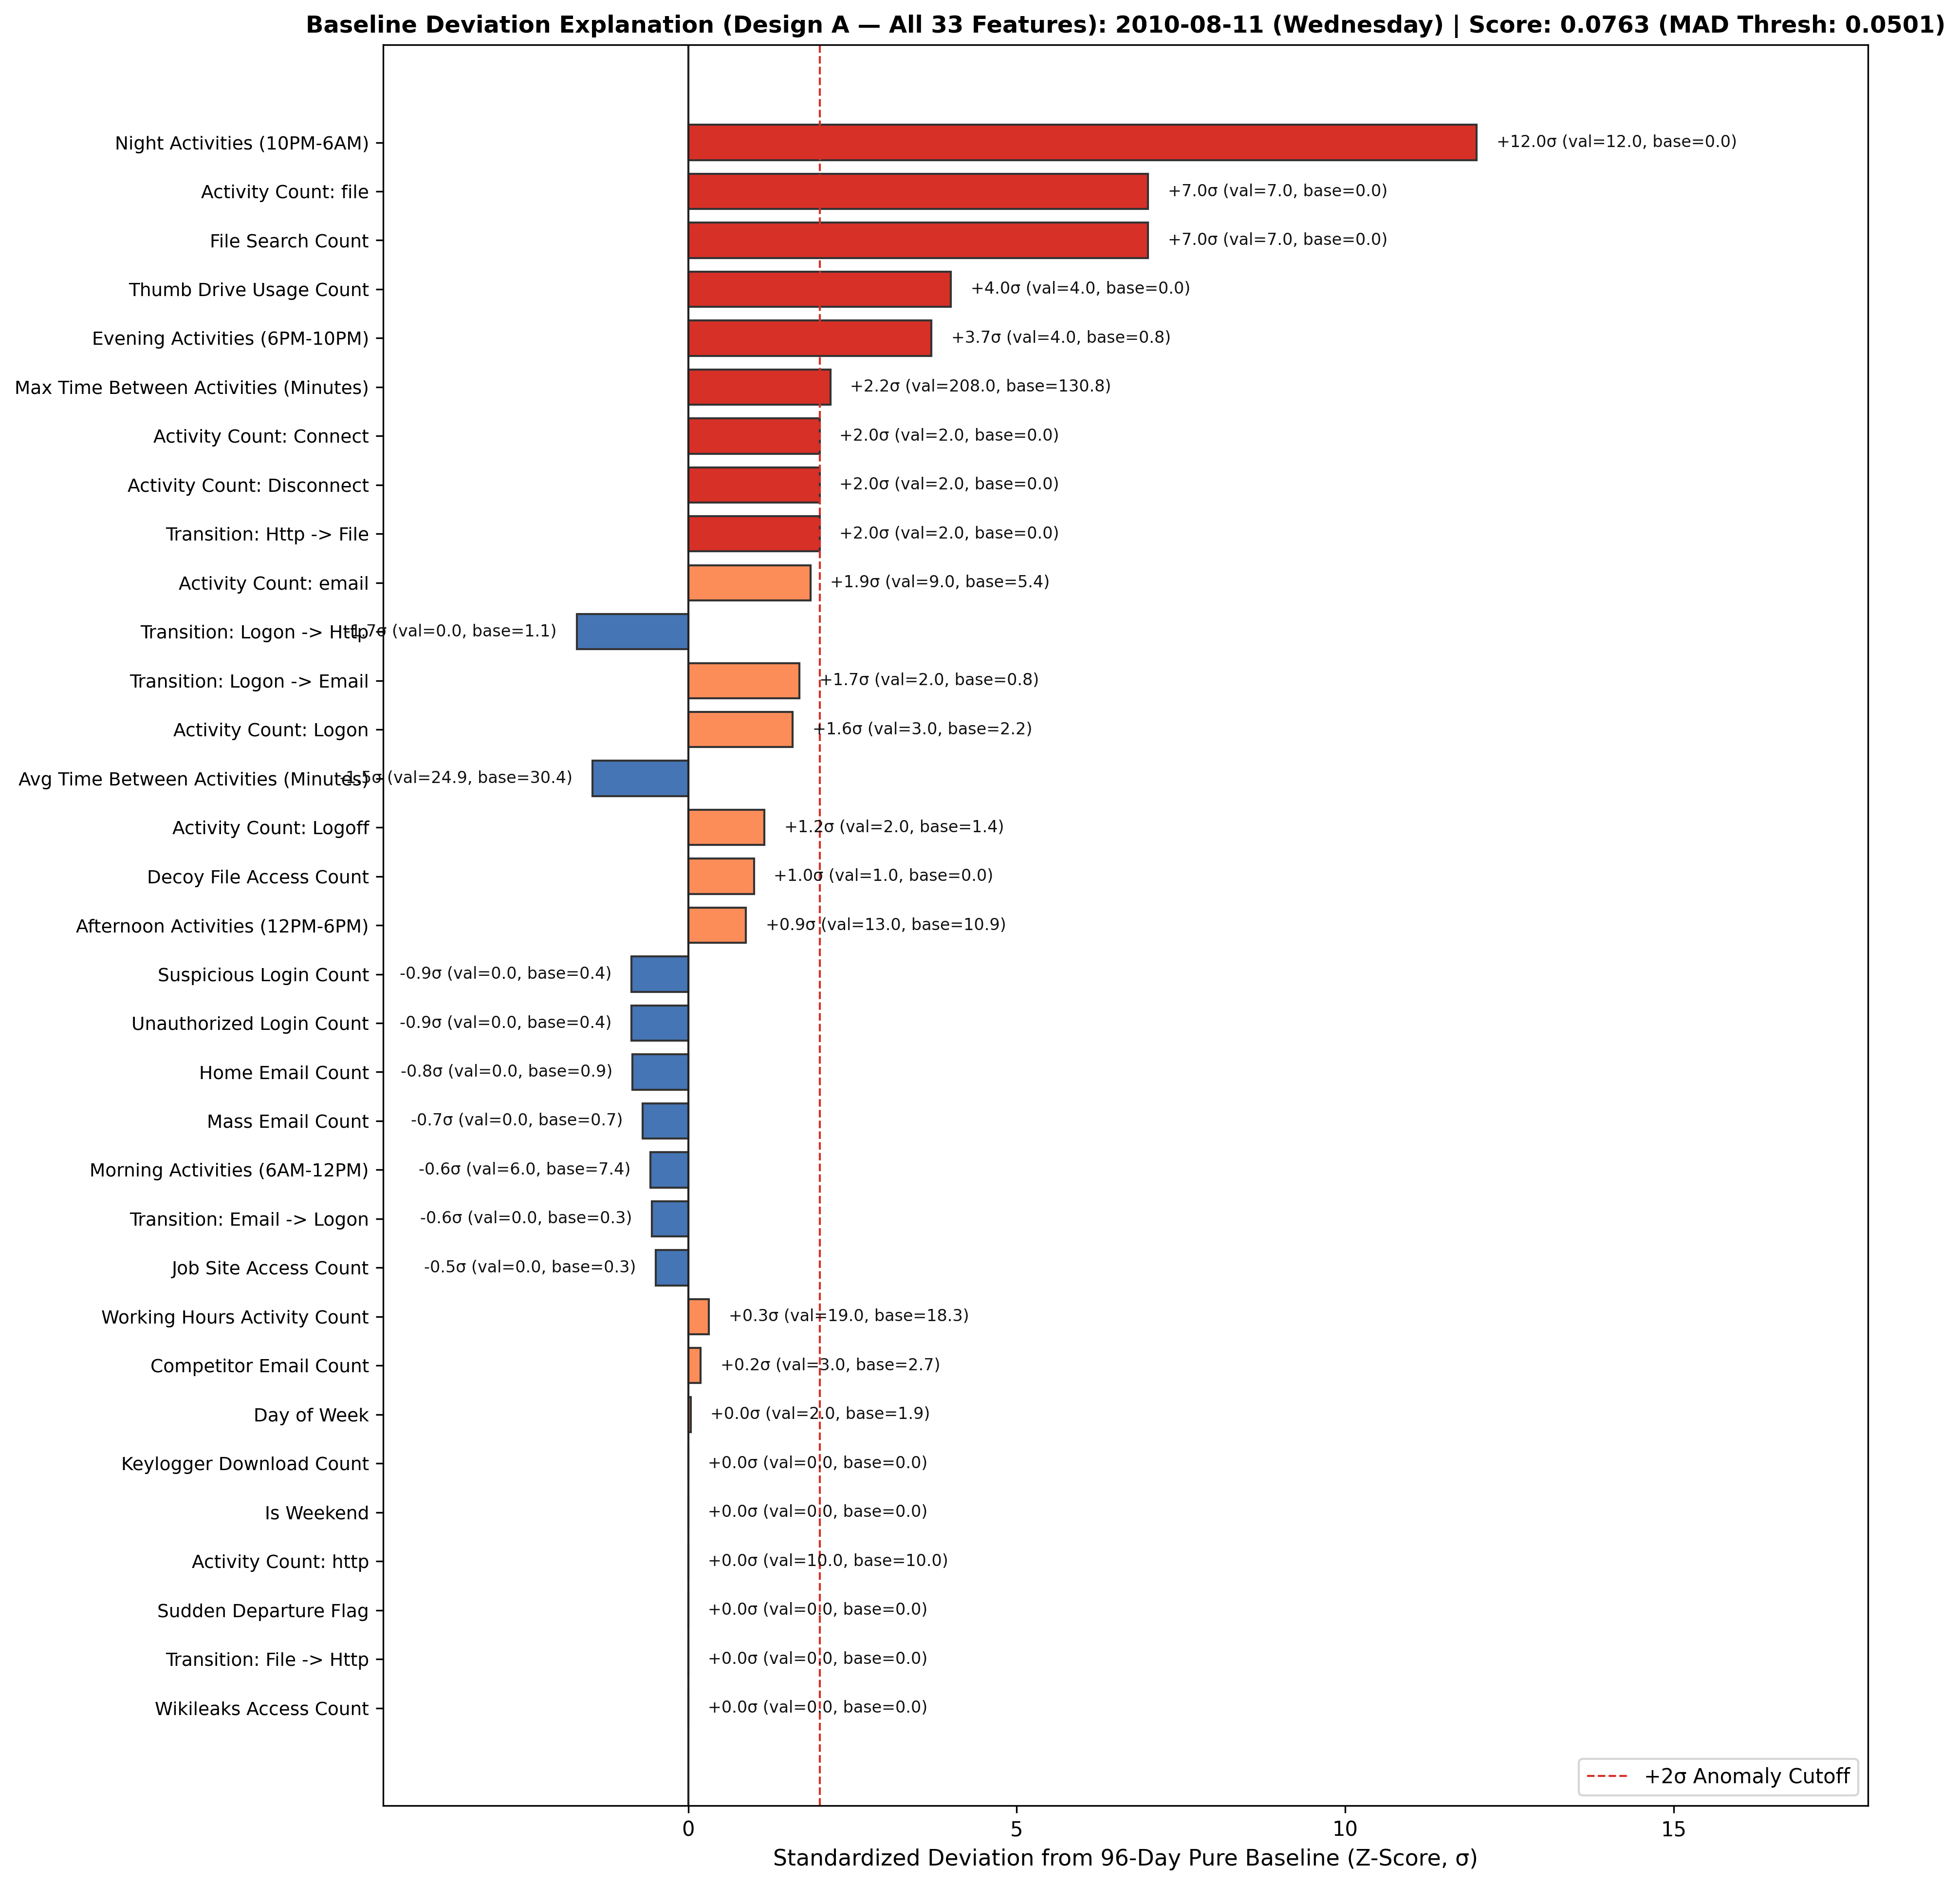 Baseline Deviation Explanation (Design A — All 33 Features): 2010-08-11 (Wednesday) | Score: 0.0763 (MAD Thresh: 0.0501)
Night Activities (10PM-6AM) +12.0σ (val=12.0, base=0.0)
Activity Count: file +7.0σ (val=7.0, base=0.0)
File Search Count +7.0σ (val=7.0, base=0.0)
Thumb Drive Usage Count +4.0σ (val=4.0, base=0.0)
Evening Activities (6PM-10PM) +3.7σ (val=4.0, base=0.8)
Max Time Between Activities (Minutes) +2.2σ (val=208.0, base=130.8)
Activity Count: Connect +2.0σ (val=2.0, base=0.0)
Activity Count: Disconnect +2.0σ (val=2.0, base=0.0)
Transition: Http -> File +2.0σ (val=2.0, base=0.0)
Activity Count: email +1.9σ (val=9.0, base=5.4)
Transition: Logon -> Http -1.7σ (val=0.0, base=1.1)
Transition: Logon -> Email +1.7σ (val=2.0, base=0.8)
Activity Count: Logon +1.6σ (val=3.0, base=2.2)
Avg Time Between Activities (Minutes) -1.5σ (val=24.9, base=30.4)
Activity Count: Logoff +1.2σ (val=2.0, base=1.4)
Decoy File Access Count +1.0σ (val=1.0, base=0.0)
Afternoon Activities (12PM-6PM) +0.9σ (val=13.0, base=10.9)
Suspicious Login Count -0.9σ (val=0.0, base=0.4)
Unauthorized Login Count -0.9σ (val=0.0, base=0.4)
Home Email Count -0.8σ (val=0.0, base=0.9)
Mass Email Count -0.7σ (val=0.0, base=0.7)
Morning Activities (6AM-12PM) -0.6σ (val=6.0, base=7.4)
Transition: Email -> Logon -0.6σ (val=0.0, base=0.3)
Job Site Access Count -0.5σ (val=0.0, base=0.3)
Working Hours Activity Count +0.3σ (val=19.0, base=18.3)
Competitor Email Count +0.2σ (val=3.0, base=2.7)
Day of Week +0.0σ (val=2.0, base=1.9)
Keylogger Download Count +0.0σ (val=0.0, base=0.0)
Is Weekend +0.0σ (val=0.0, base=0.0)
Activity Count: http +0.0σ (val=10.0, base=10.0)
Sudden Departure Flag +0.0σ (val=0.0, base=0.0)
Transition: File -> Http +0.0σ (val=0.0, base=0.0)
Wikileaks Access Count +0.0σ (val=0.0, base=0.0)
+2σ Anomaly Cutoff
0 5 10 15
Standardized Deviation from 96-Day Pure Baseline (Z-Score, σ)